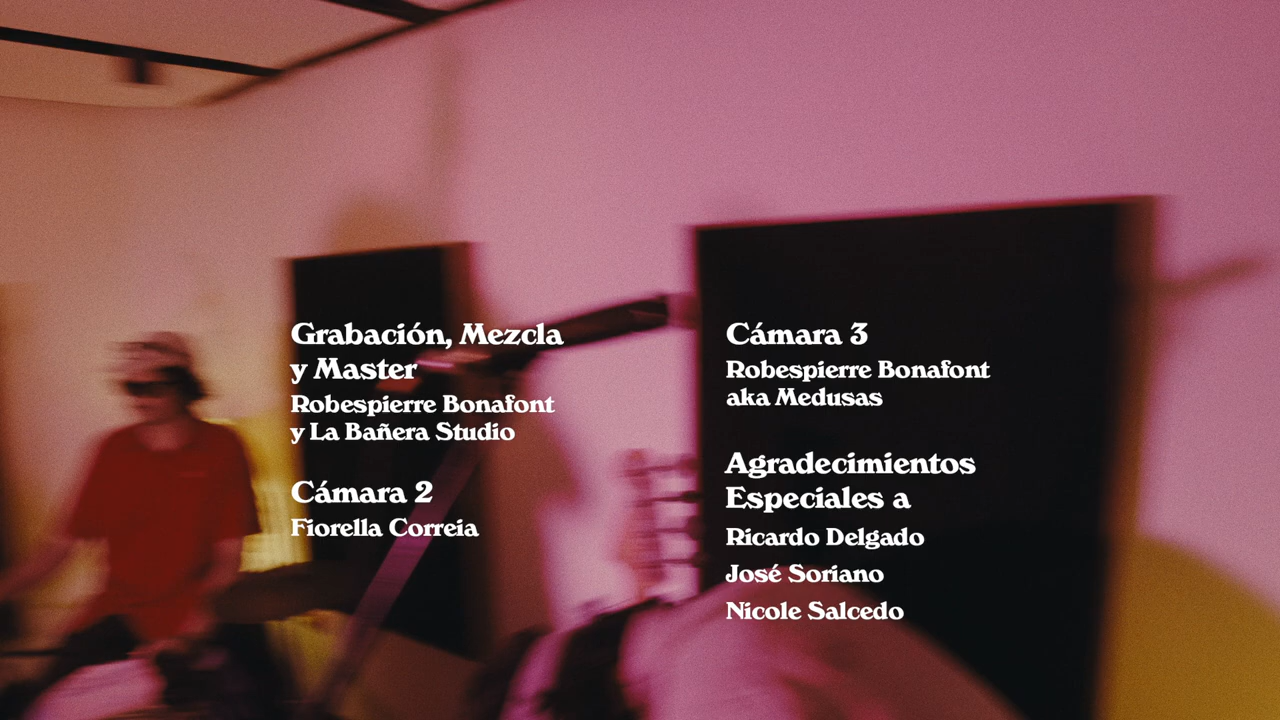 Grabación, Mezcla
y Master
Robespierre Bonafont
y La Bañera Studio
Cámara 2
Fiorella Correia
Cámara 3
Robespierre Bonafont
aka Medusas
Agradecimientos
Especiales a
Ricardo Delgado
José Soriano
Nicole Salcedo